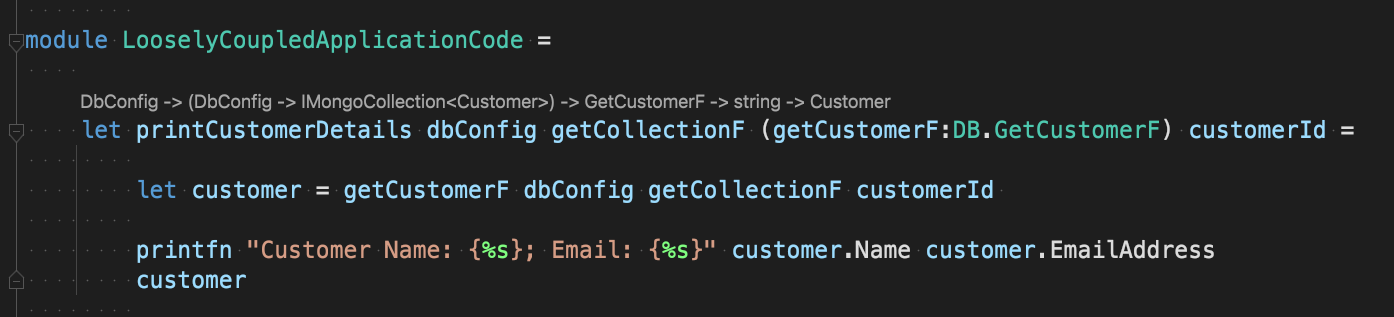 module LooselyCoupledApplicationCode =
DbConfig -> (DbConfig -> IMongoCollection<Customer>) -> GetCustomerF -> string -> Customer
let printCustomerDetails dbConfig getCollectionF (getCustomerF:DB.GetCustomerF) customerId =
let customer = getCustomerF dbConfig getCollectionF customerId
printfn "Customer Name: {%s}; Email: {%s}" customer.Name customer.EmailAddress
customer